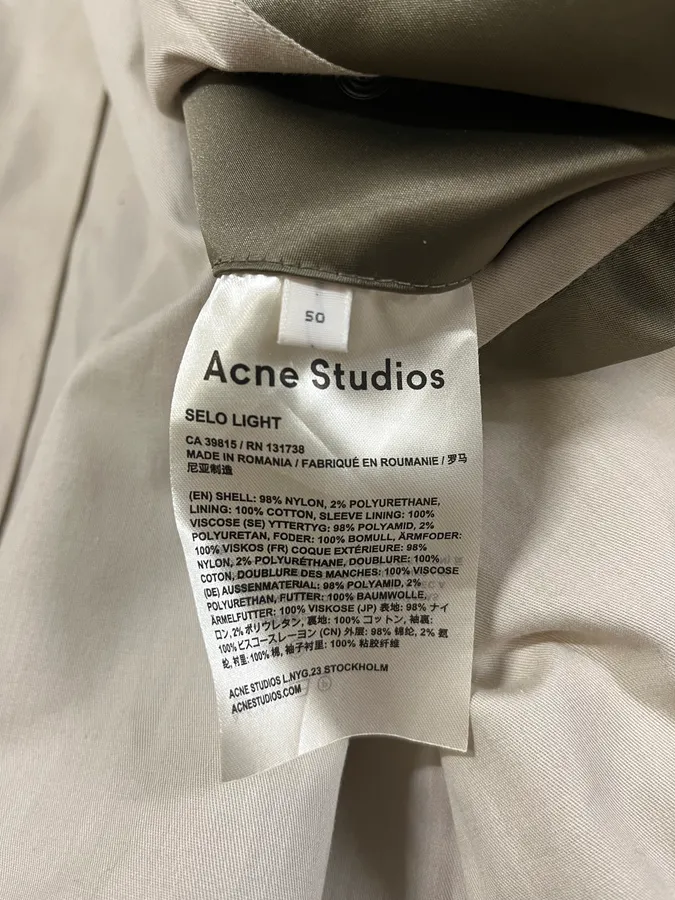 50
Acne Studios
SELO LIGHT
CA 39815 / RN 131738
MADE IN ROMANIA / FABRIQUÉ EN ROUMANIE / 罗马
尼亚制造
(EN) SHELL: 98% NYLON, 2% POLYURETHANE,
LINING: 100% COTTON, SLEEVE LINING: 100%
VISCOSE (SE) YTTERTYG: 98% POLYAMID, 2%
POLYURETAN, FODER: 100% BOMULL, ÄRMFODER:
100% VISKOS (FR) COQUE EXTÉRIEURE: 98%
NYLON, 2% POLYURÉTHANE, DOUBLURE: 100%
COTON, DOUBLURE DES MANCHES: 100% VISCOSE
(DE) AUSSENMATERIAL: 98% POLYAMID, 2%
POLYURETHAN, FUTTER: 100% BAUMWOLLE,
ÄRMELFUTTER: 100% VISKOSE (JP) 表地: 98% ナイ
ロン, 2% ポリウレタン, 裏地: 100% コットン, 袖裏:
100% ビスコースレーヨン (CN) 外层: 98% 锦纶, 2% 氨
纶, 衬里: 100% 棉, 袖子衬里: 100% 粘胶纤维
ACNE STUDIOS L.NYG.23 STOCKHOLM
ACNESTUDIOS.COM